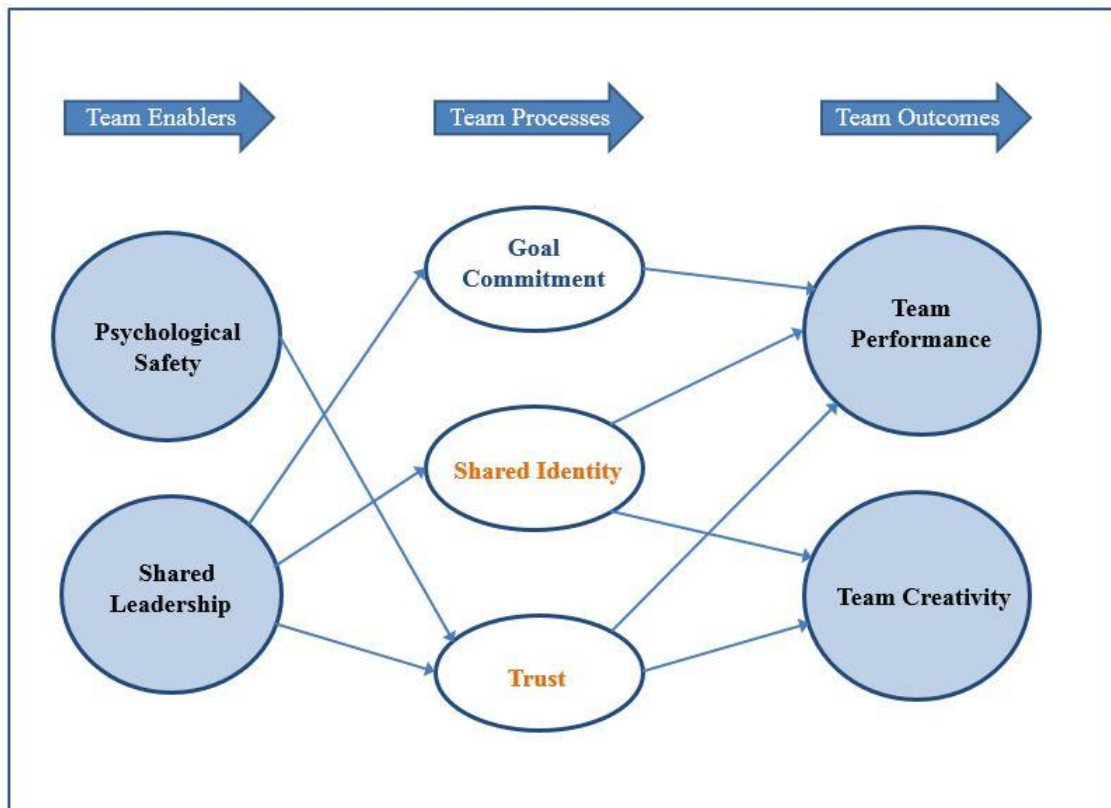 Team Enablers
Team Processes
Team Outcomes
Goal
Commitment
Psychological
Safety
Team
Performance
Shared Identity
Shared
Leadership
Team Creativity
Trust